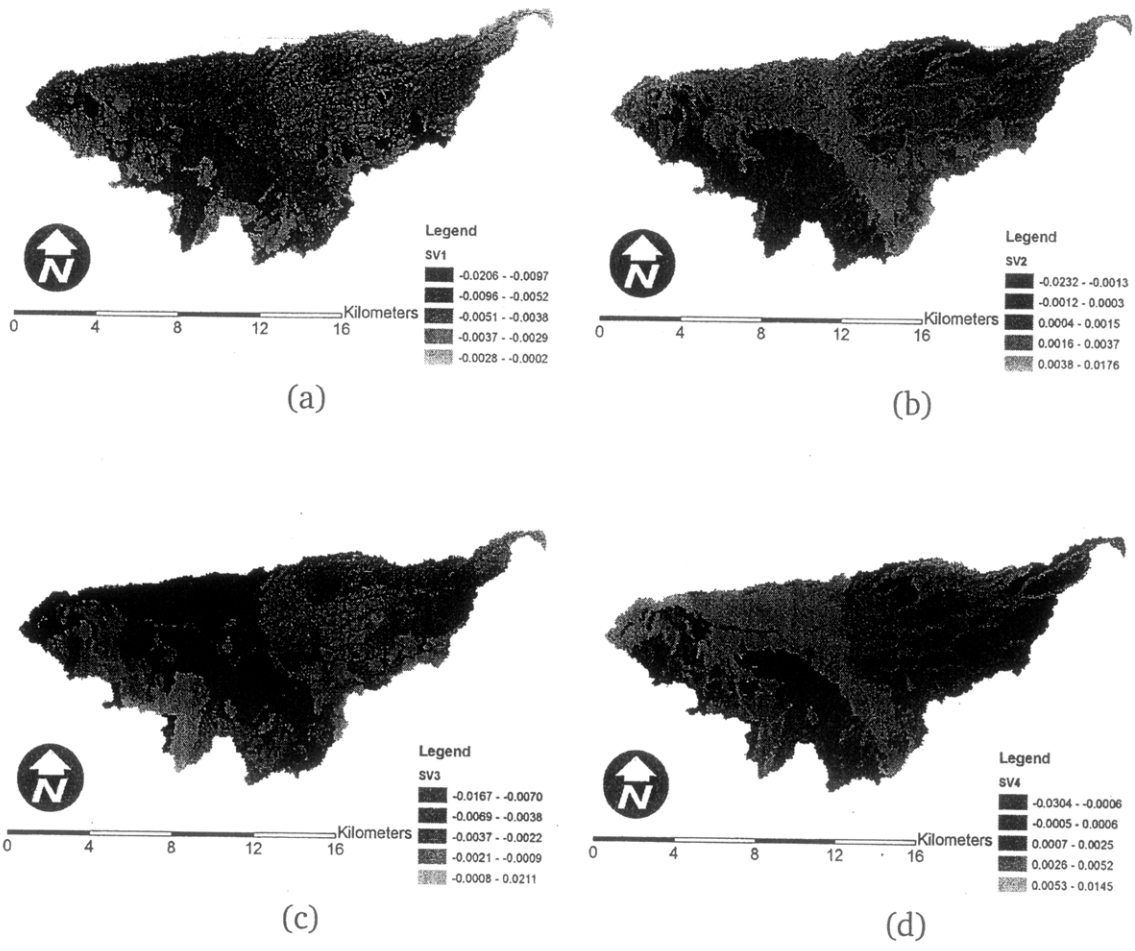 Legend
SV1
-0.0206 - -0.0097
-0.0096 - -0.0052
-0.0051 - -0.0038
-0.0037 - -0.0029
-0.0028 - -0.0002
N
Kilometers
0 4 8 12 16
(a)
Legend
SV2
-0.0232 - -0.0013
-0.0012 - 0.0003
0.0004 - 0.0015
0.0016 - 0.0037
0.0038 - 0.0176
N
Kilometers
0 4 8 12 16
(b)
Legend
SV3
-0.0167 - -0.0070
-0.0069 - -0.0038
-0.0037 - -0.0022
-0.0021 - -0.0009
-0.0008 - 0.0211
N
Kilometers
0 4 8 12 16
(c)
Legend
SV4
-0.0304 - -0.0006
-0.0005 - 0.0006
0.0007 - 0.0025
0.0026 - 0.0052
0.0053 - 0.0145
N
Kilometers
0 4 8 12 16
(d)